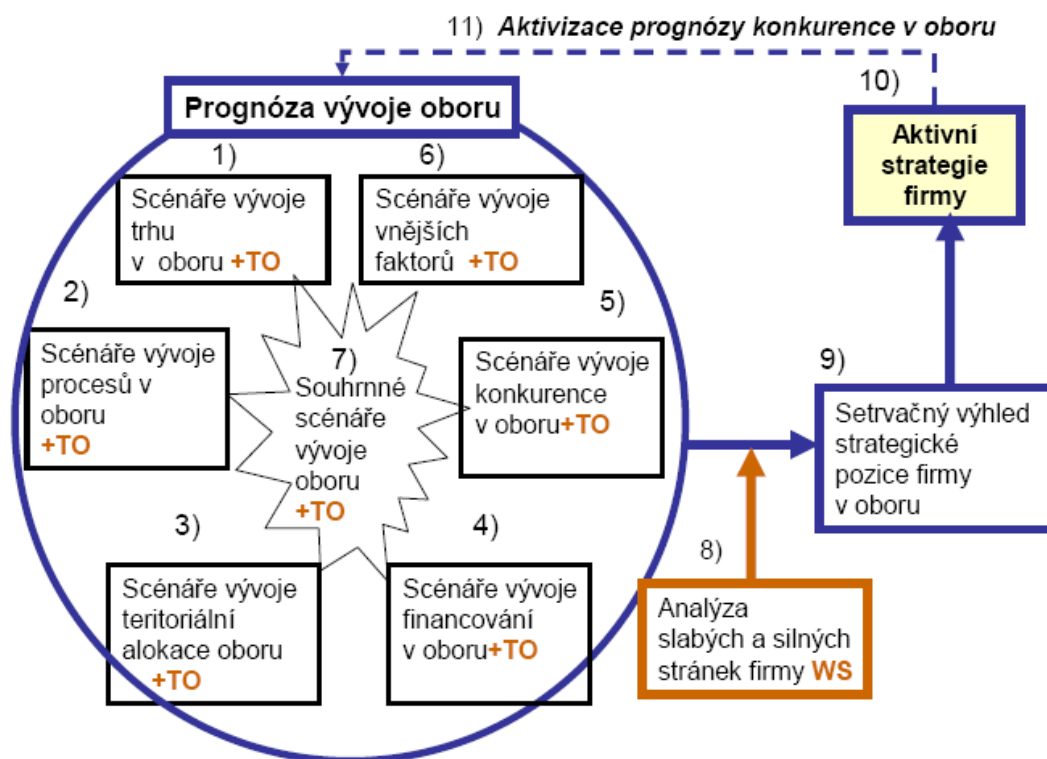 11) Aktivizace prognózy konkurence v oboru
Prognóza vývoje oboru
10)
Aktivní
strategie
firmy
1)
Scénáře vývoje
trhu
v oboru +TO
6)
Scénáře vývoje
vnějších
faktorů +TO
2)
Scénáře vývoje
procesů v
oboru
+TO
7)
Souhrnné
scénáře
vývoje
oboru
+TO
5)
Scénáře vývoje
konkurence
v oboru+TO
9)
Setrvačný výhled
strategické
pozice firmy
v oboru
3)
Scénáře vývoje
teritoriální
alokace oboru
+TO
4)
Scénáře vývoje
financování
v oboru+TO
8)
Analýza
slabých a silných
stránek firmy WS